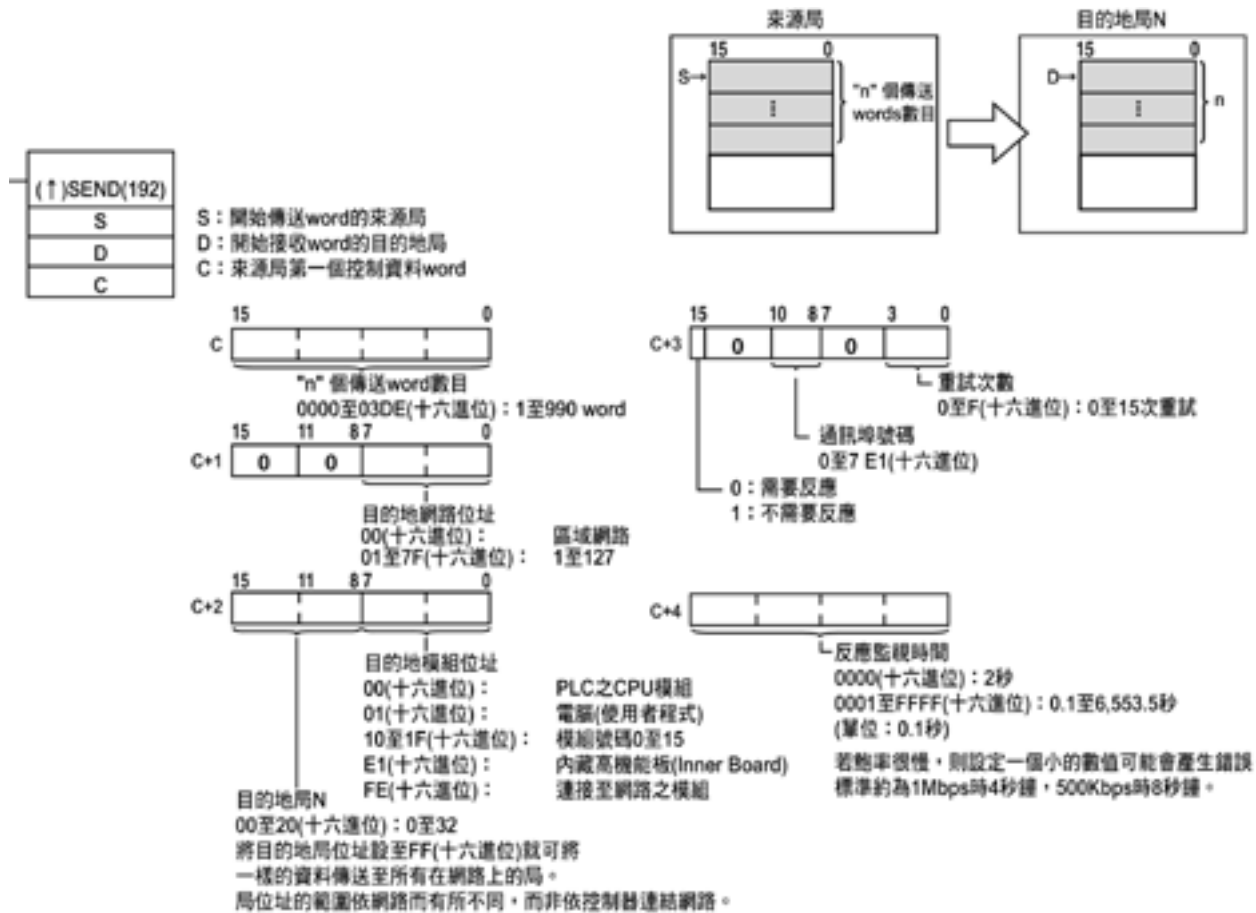 來源局
目的地局N
15 0
15 0
S→
"n" 個傳送
words數目
D→
n
(↑)SEND(192)
S
D
C
S：開始傳送word的來源局
D：開始接收word的目的地局
C：來源局第一個控制資料word
15 0
C
"n" 個傳送word數目
0000至03DE(十六進位)：1至990 word
15 11 8 7 0
C+1 0 0
目的地網路位址
00(十六進位)： 區域網路
01至7F(十六進位)： 1至127
15 11 8 7 0
C+2
目的地模組位址
00(十六進位)： PLC之CPU模組
01(十六進位)： 電腦(使用者程式)
10至1F(十六進位)： 模組號碼0至15
E1(十六進位)： 內藏高機能板(Inner Board)
FE(十六進位)： 連接至網路之模組
目的地局N
00至20(十六進位)：0至32
將目的地局位址設至FF(十六進位)就可將
一樣的資料傳送至所有在網路上的局。
局位址的範圍依網路而有所不同，而非依控制器連結網路。
15 10 8 7 3 0
C+3 0 0
重試次數
0至F(十六進位)：0至15次重試
通訊埠號碼
0至7 E1(十六進位)
0：需要反應
1：不需要反應
C+4
反應監視時間
0000(十六進位)：2秒
0001至FFFF(十六進位)：0.1至6,553.5秒
(單位：0.1秒)
若鮑率很慢，则設定一個小的數值可能會產生錯誤
標準約為1Mbps時4秒鐘，500Kbps時8秒鐘。